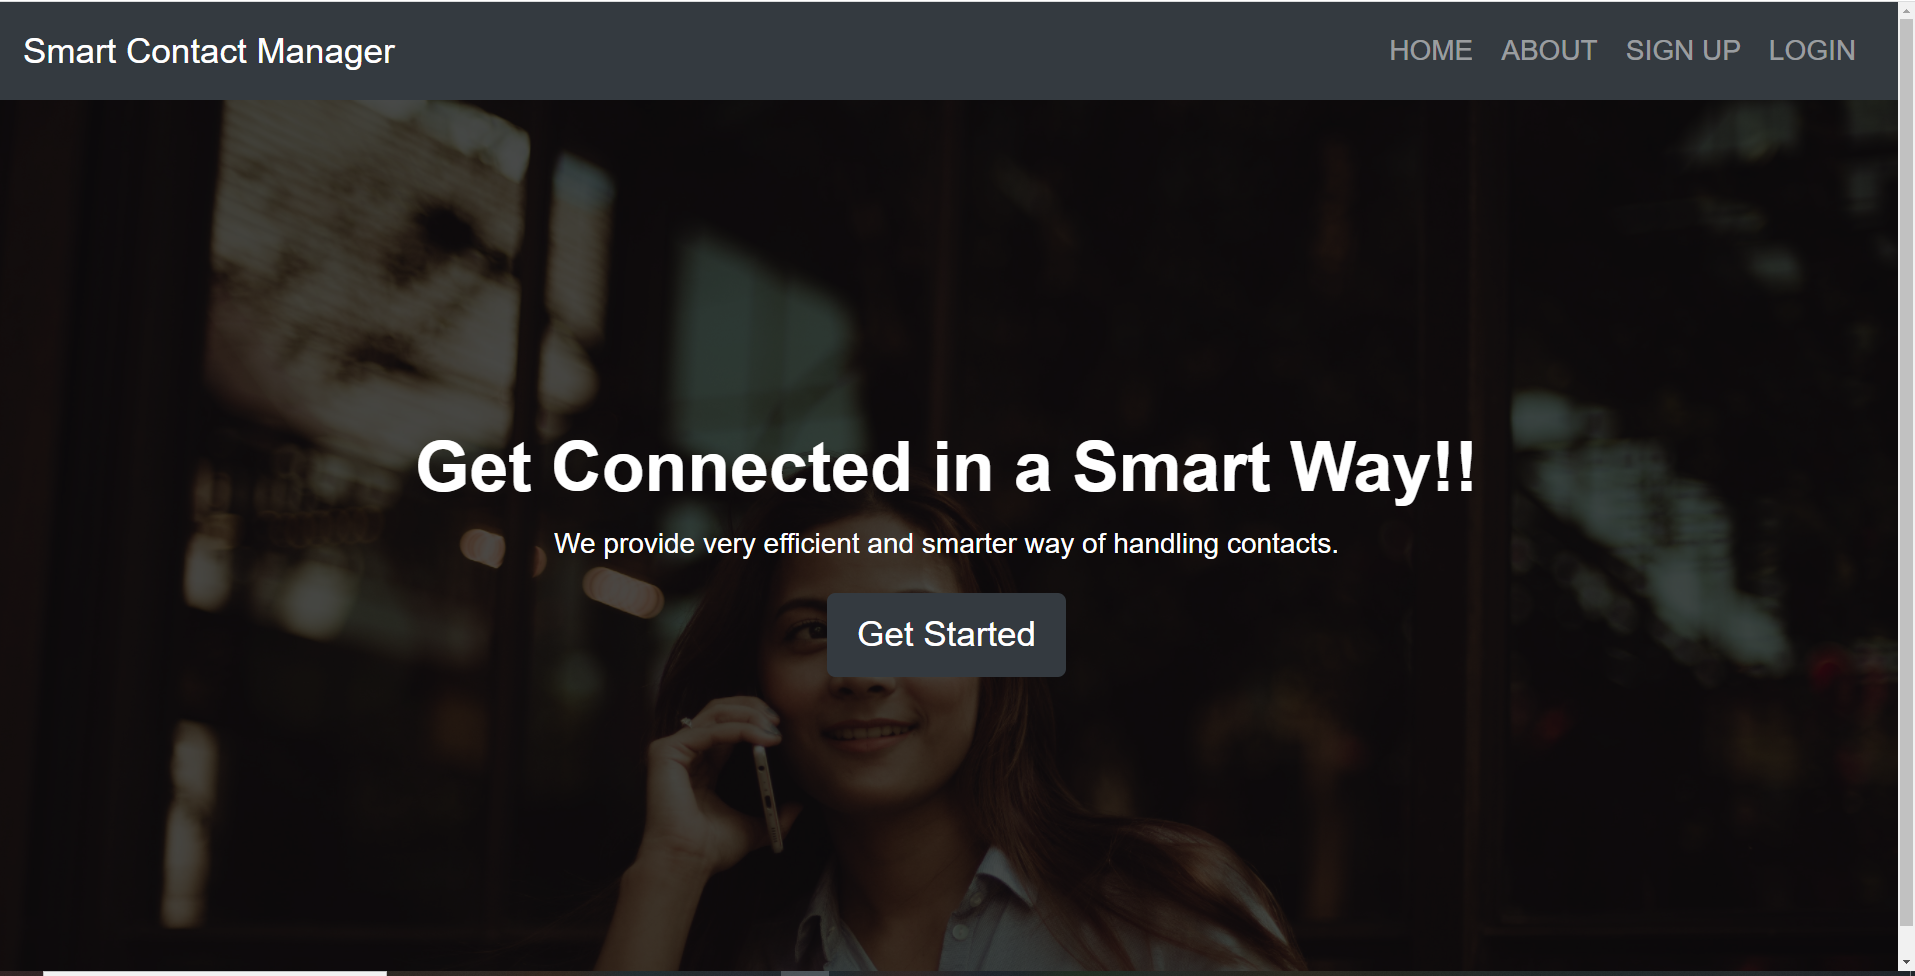 Smart Contact Manager
HOME ABOUT SIGN UP LOGIN
Get Connected in a Smart Way!!
We provide very efficient and smarter way of handling contacts.
Get Started